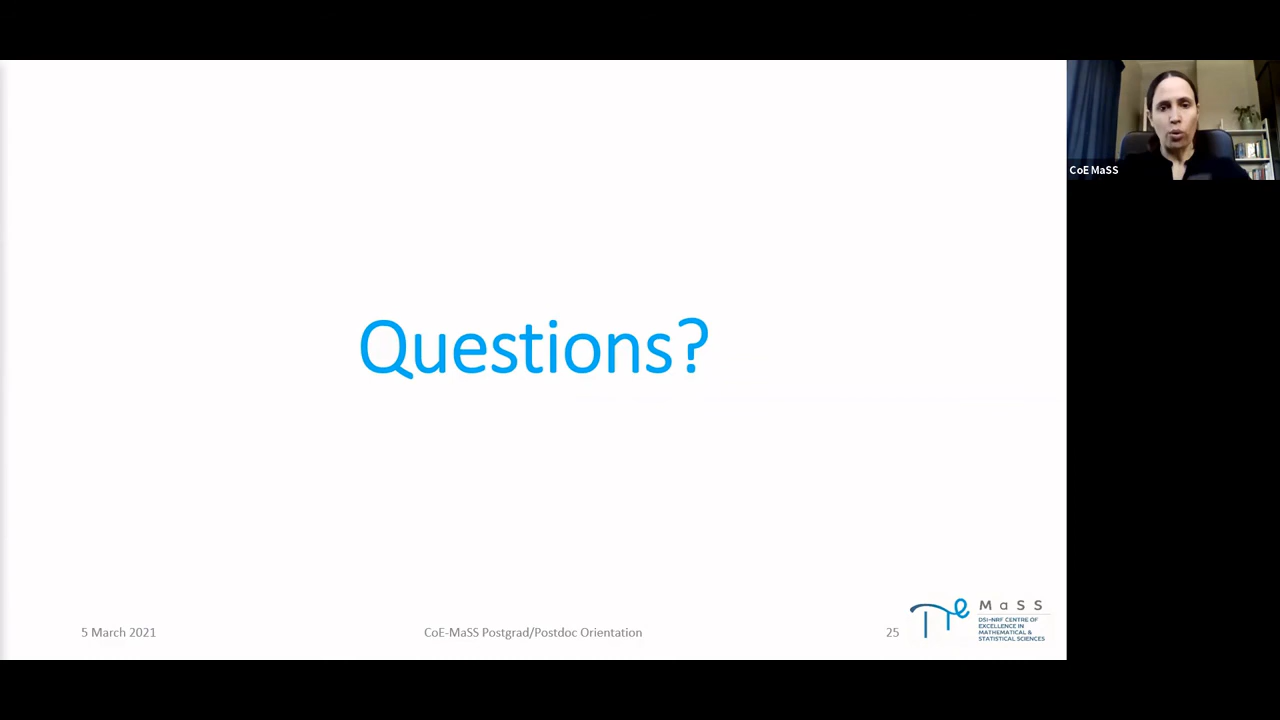 Questions?
CoE MaSS
5 March 2021
CoE-MaSS Postgrad/Postdoc Orientation
25
MaSS
DSI-NRF CENTRE OF
EXCELLENCE IN
MATHEMATICAL &
STATISTICAL SCIENCES